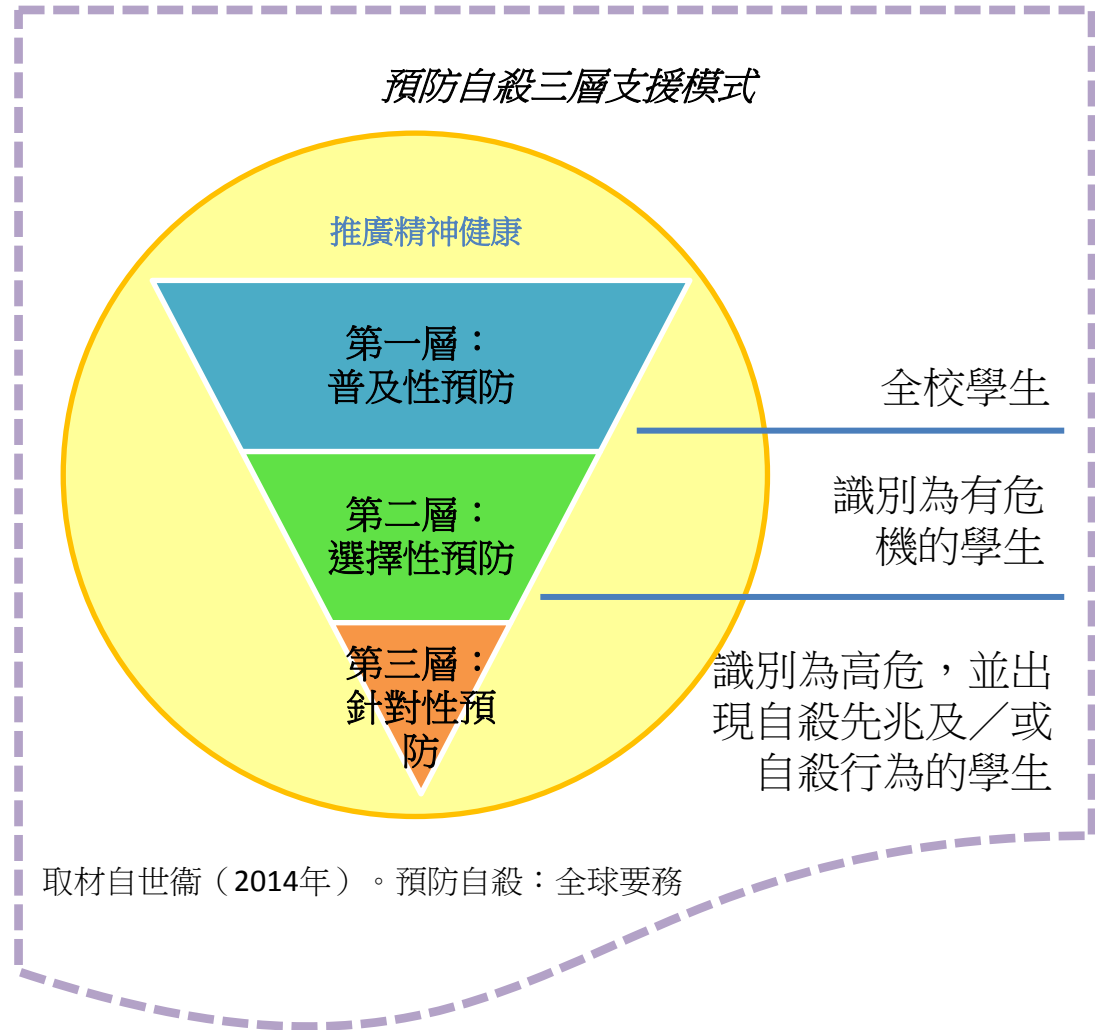 預防自殺三層支援模式
推廣精神健康
第一層：
普及性預防
全校學生
第二層：
選擇性預防
識別為有危
機的學生
第三層：
針對性預
防
識別為高危，並出
現自殺先兆及／或
自殺行為的學生
取材自世衞（2014年）。預防自殺：全球要務